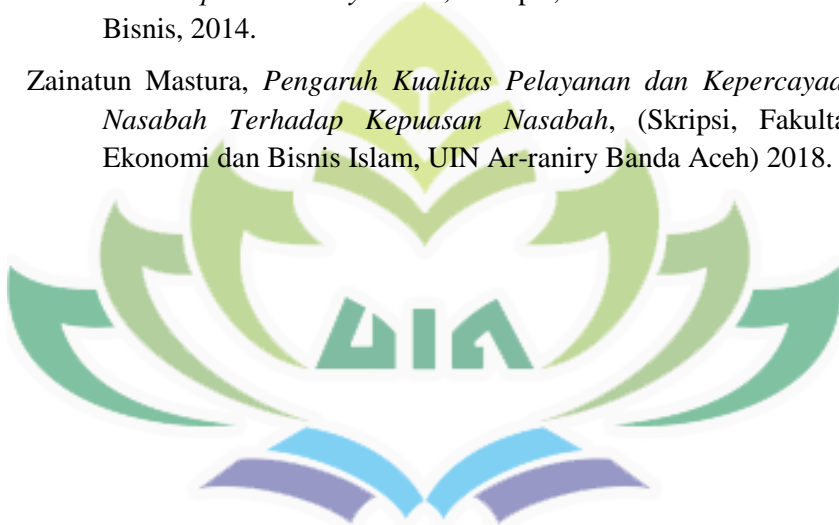 Bisnis, 2014.
Zainatun Mastura, Pengaruh Kualitas Pelayanan dan Kepercayaa
Nasabah Terhadap Kepuasan Nasabah, (Skripsi, Fakulta
Ekonomi dan Bisnis Islam, UIN Ar-raniry Banda Aceh) 2018.
UIN